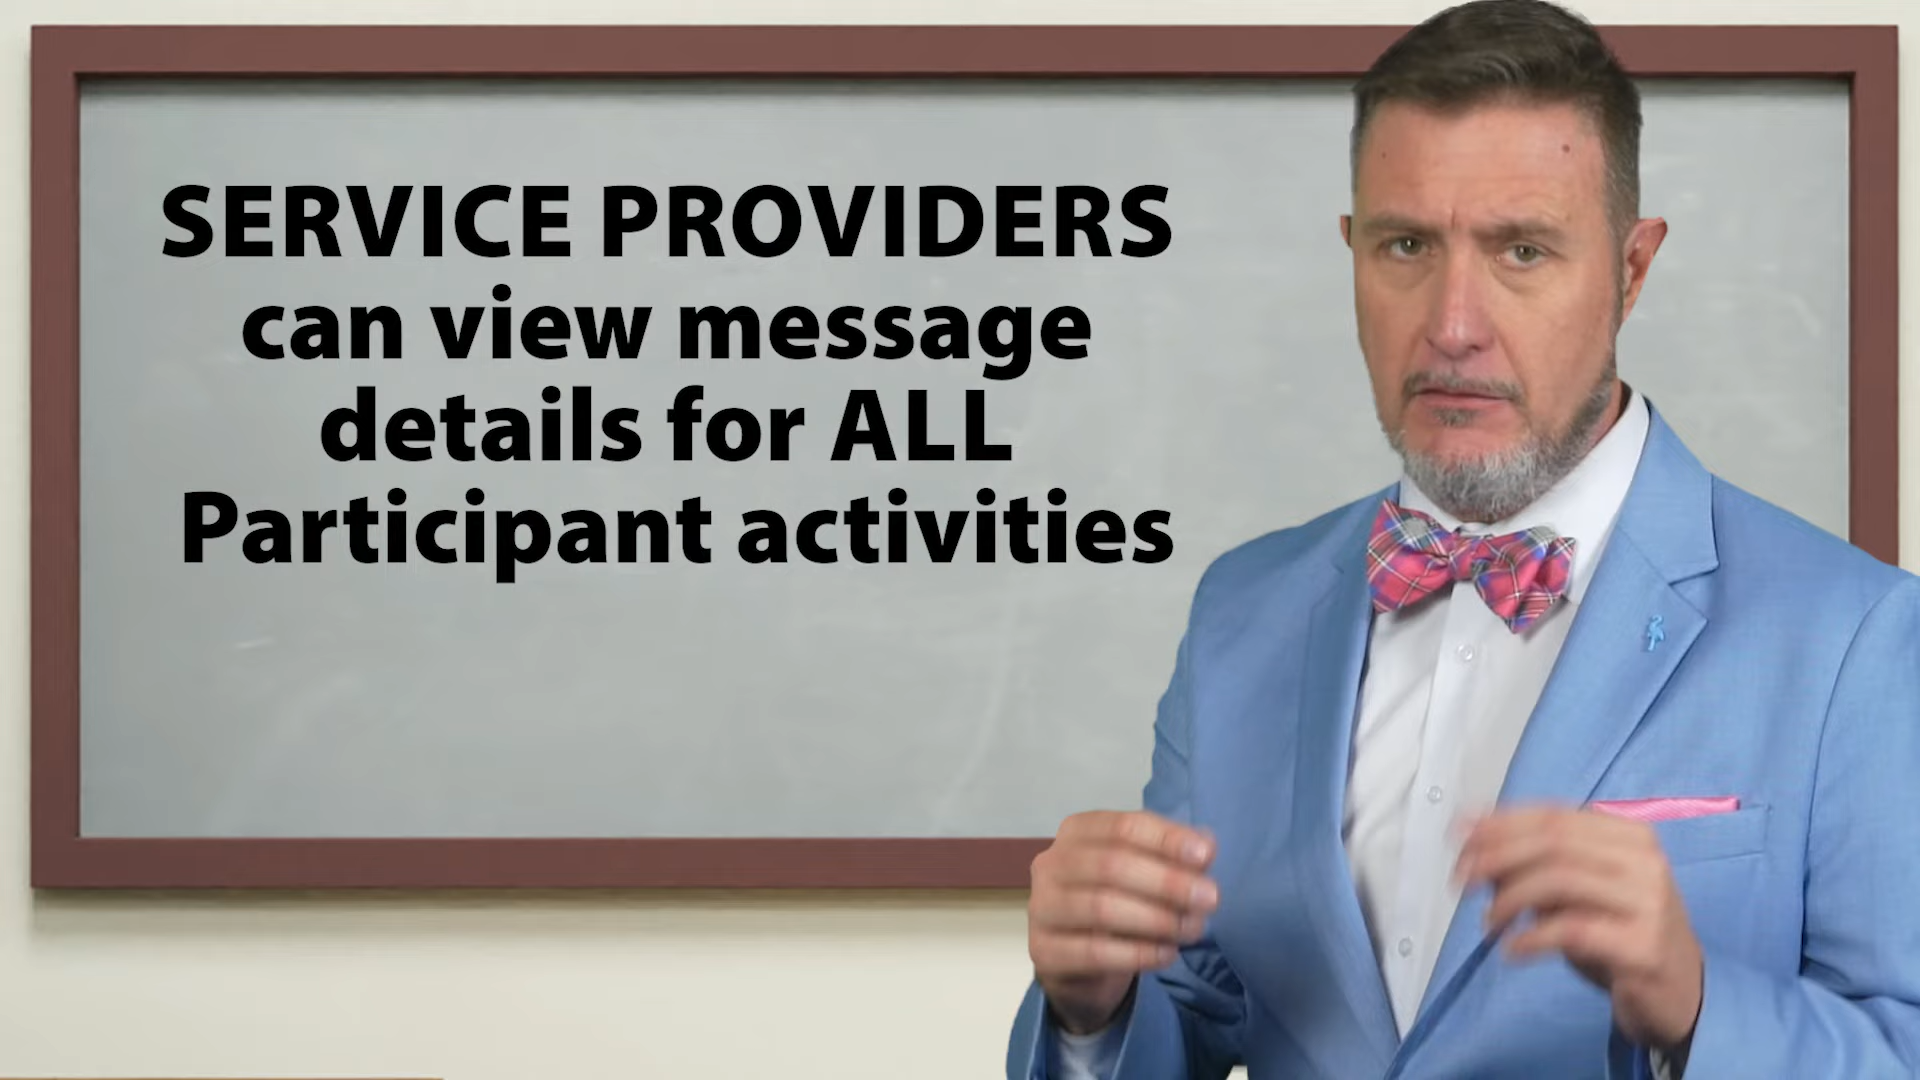 SERVICE PROVIDERS
can view message
details for ALL
Participant activities